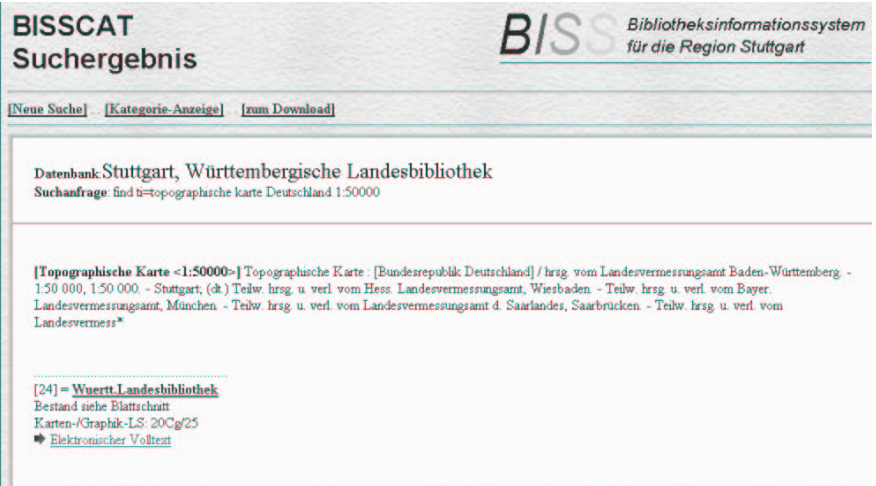 BISSCAT
Suchergebnis
BISS
Bibliotheksinformationssystem
für die Region Stuttgart
[Neue Suche] . . [Kategorie-Anzeige] . . [zum Download]
Datenbank: Stuttgart, Württembergische Landesbibliothek
Suchanfrage: find ti=topographische karte Deutschland 1:50000
[Topographische Karte <1:50000>] Topographische Karte : [Bundesrepublik Deutschland] / hrsg. vom Landesvermessungsamt Baden-Württemberg. -
1:50 000, 1:50 000. - Stuttgart; (dt.) Teilw. hrsg. u. verl. vom Hess. Landesvermessungsamt, Wiesbaden. - Teilw. hrsg. u. verl. vom Bayer.
Landesvermessungsamt, München. - Teilw. hrsg. u. verl. vom Landesvermessungsamt d. Saarlandes, Saarbrücken. - Teilw. hrsg. u. verl. vom
Landesvermess*
[24] = Wuertt.Landesbibliothek
Bestand siehe Blattschnitt
Karten-/Graphik-LS: 20Cg/25
Elektronischer Volltext